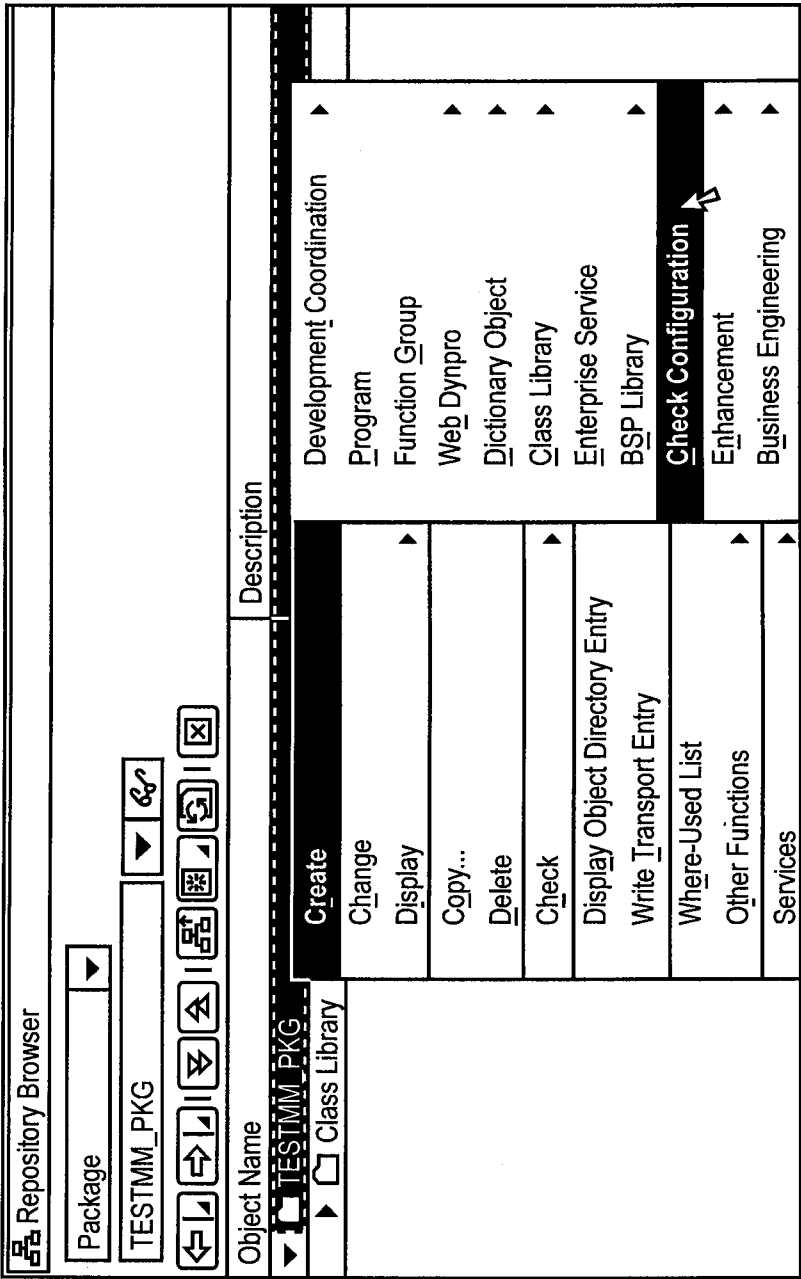 Repository Browser
Package
TESTMM_PKG
Object Name
Description
TESTMM_PKG
Class Library
Create
Change
Display
Copy...
Delete
Check
Display Object Directory Entry
Write Transport Entry
Where-Used List
Other Functions
Services
Development Coordination
Program
Function Group
Web Dynpro
Dictionary Object
Class Library
Enterprise Service
BSP Library
Check Configuration
Enhancement
Business Engineering